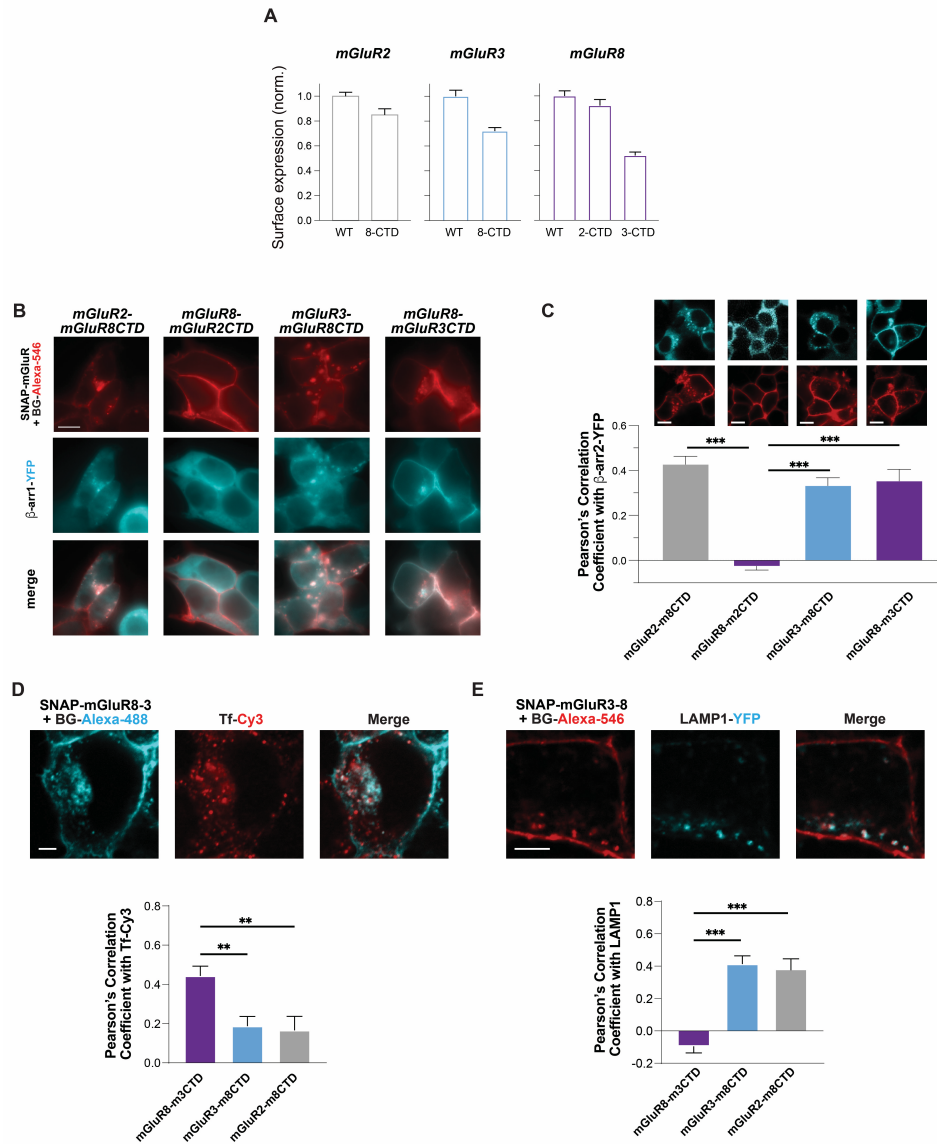 A
mGluR2 mGluR3 mGluR8
Surface expression (norm.)
1.0
0.8
0.6
0.4
0.2
0.0
WT 8-CTD WT 8-CTD WT 2-CTD 3-CTD
B
mGluR2-
mGluR8CTD
mGluR8-
mGluR2CTD
mGluR3-
mGluR8CTD
mGluR8-
mGluR3CTD
SNAP-mGluR
+ BG-Alexa-546
β-arr1-YFP
merge
C
Pearson's Correlation
Coefficient with β-arr2-YFP
0.6
0.4
0.2
0.0
*** ***
***
mGluR2-m8CTD
mGluR8-m2CTD
mGluR3-m8CTD
mGluR8-m3CTD
D
SNAP-mGluR8-3
+ BG-Alexa-488
Tf-Cy3
Merge
Pearson's Correlation
Coefficient with Tf-Cy3
0.8
0.6
0.4
0.2
0.0
**
**
mGluR8-m3CTD
mGluR3-m8CTD
mGluR2-m8CTD
E
SNAP-mGluR3-8
+ BG-Alexa-546
LAMP1-YFP
Merge
Pearson's Correlation
Coefficient with LAMP1
0.8
0.6
0.4
0.2
0.0
-0.2
***
***
mGluR8-m3CTD
mGluR3-m8CTD
mGluR2-m8CTD